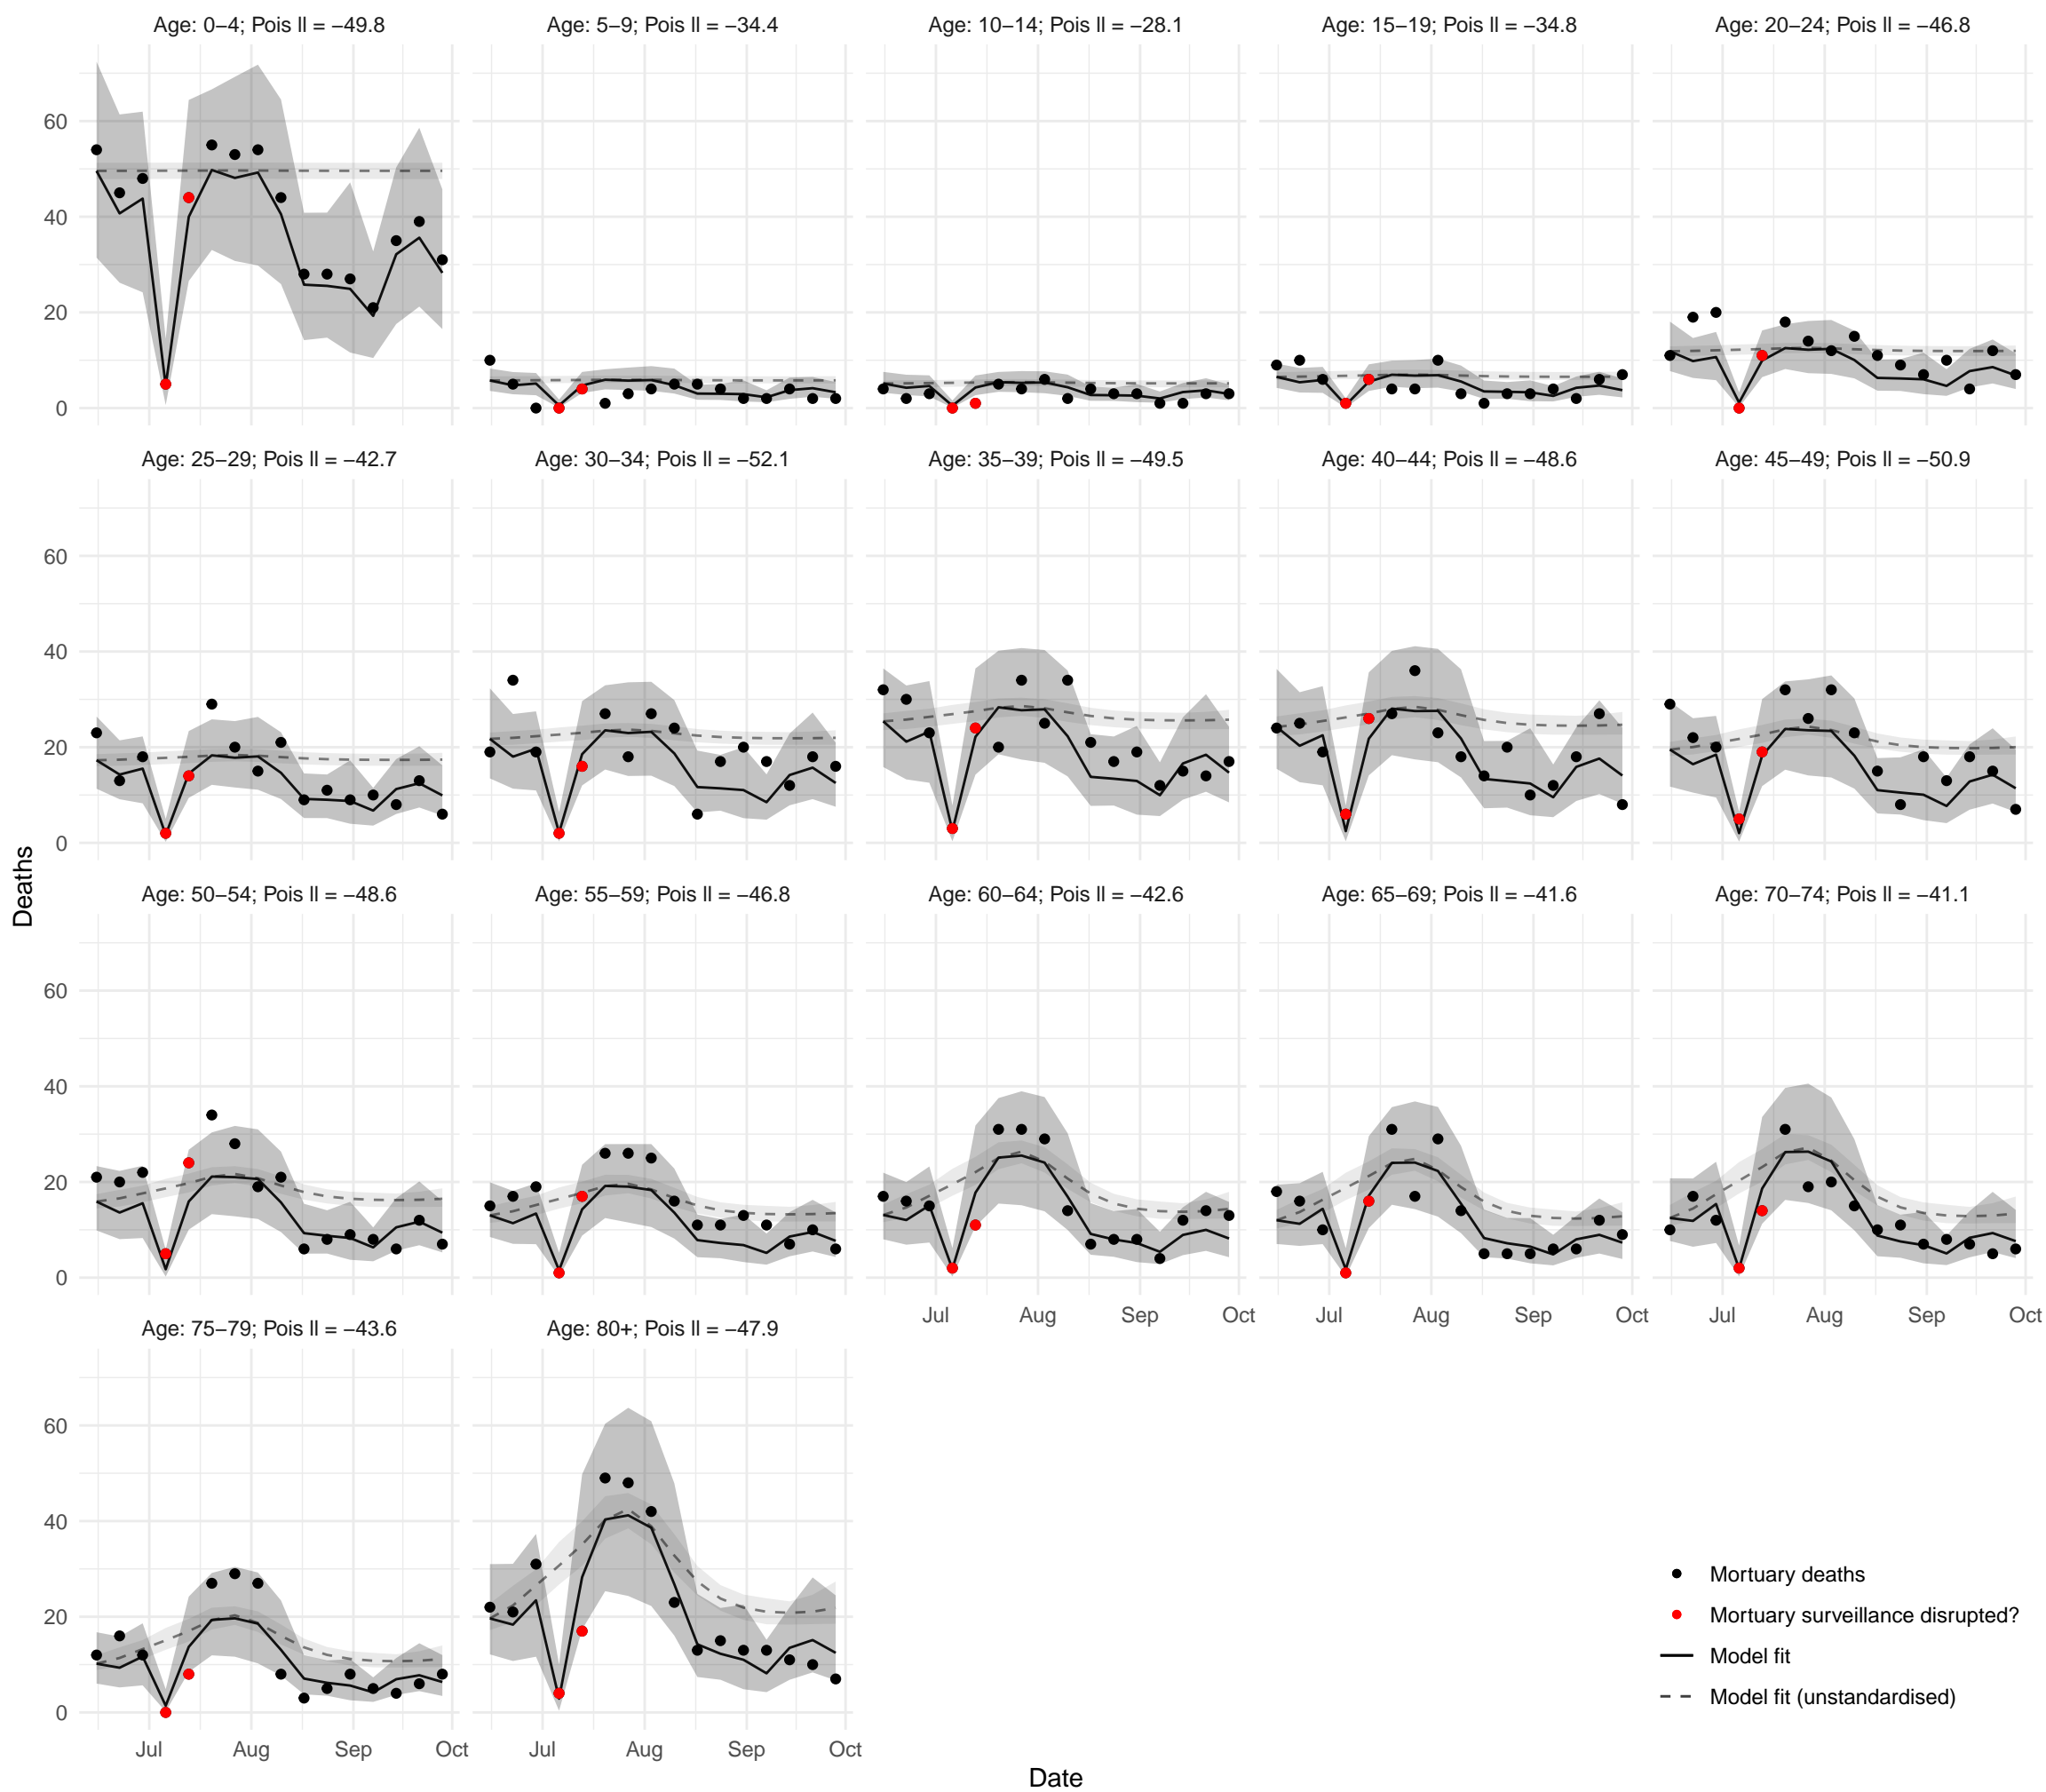 Age: 0−4; Pois ll = −49.8
Age: 5−9; Pois ll = −34.4
Age: 10−14; Pois ll = −28.1
Age: 15−19; Pois ll = −34.8
Age: 20−24; Pois ll = −46.8
60
40
20
0
Age: 25−29; Pois ll = −42.7
Age: 30−34; Pois ll = −52.1
Age: 35−39; Pois ll = −49.5
Age: 40−44; Pois ll = −48.6
Age: 45−49; Pois ll = −50.9
60
40
20
0
Deaths
Age: 50−54; Pois ll = −48.6
Age: 55−59; Pois ll = −46.8
Age: 60−64; Pois ll = −42.6
Age: 65−69; Pois ll = −41.6
Age: 70−74; Pois ll = −41.1
60
40
20
0
Jul Aug Sep Oct
Jul Aug Sep Oct
Jul Aug Sep Oct
Age: 75−79; Pois ll = −43.6
Age: 80+; Pois ll = −47.9
60
40
20
0
Jul Aug Sep Oct
Jul Aug Sep Oct
Mortuary deaths
Mortuary surveillance disrupted?
Model fit
Model fit (unstandardised)
Date